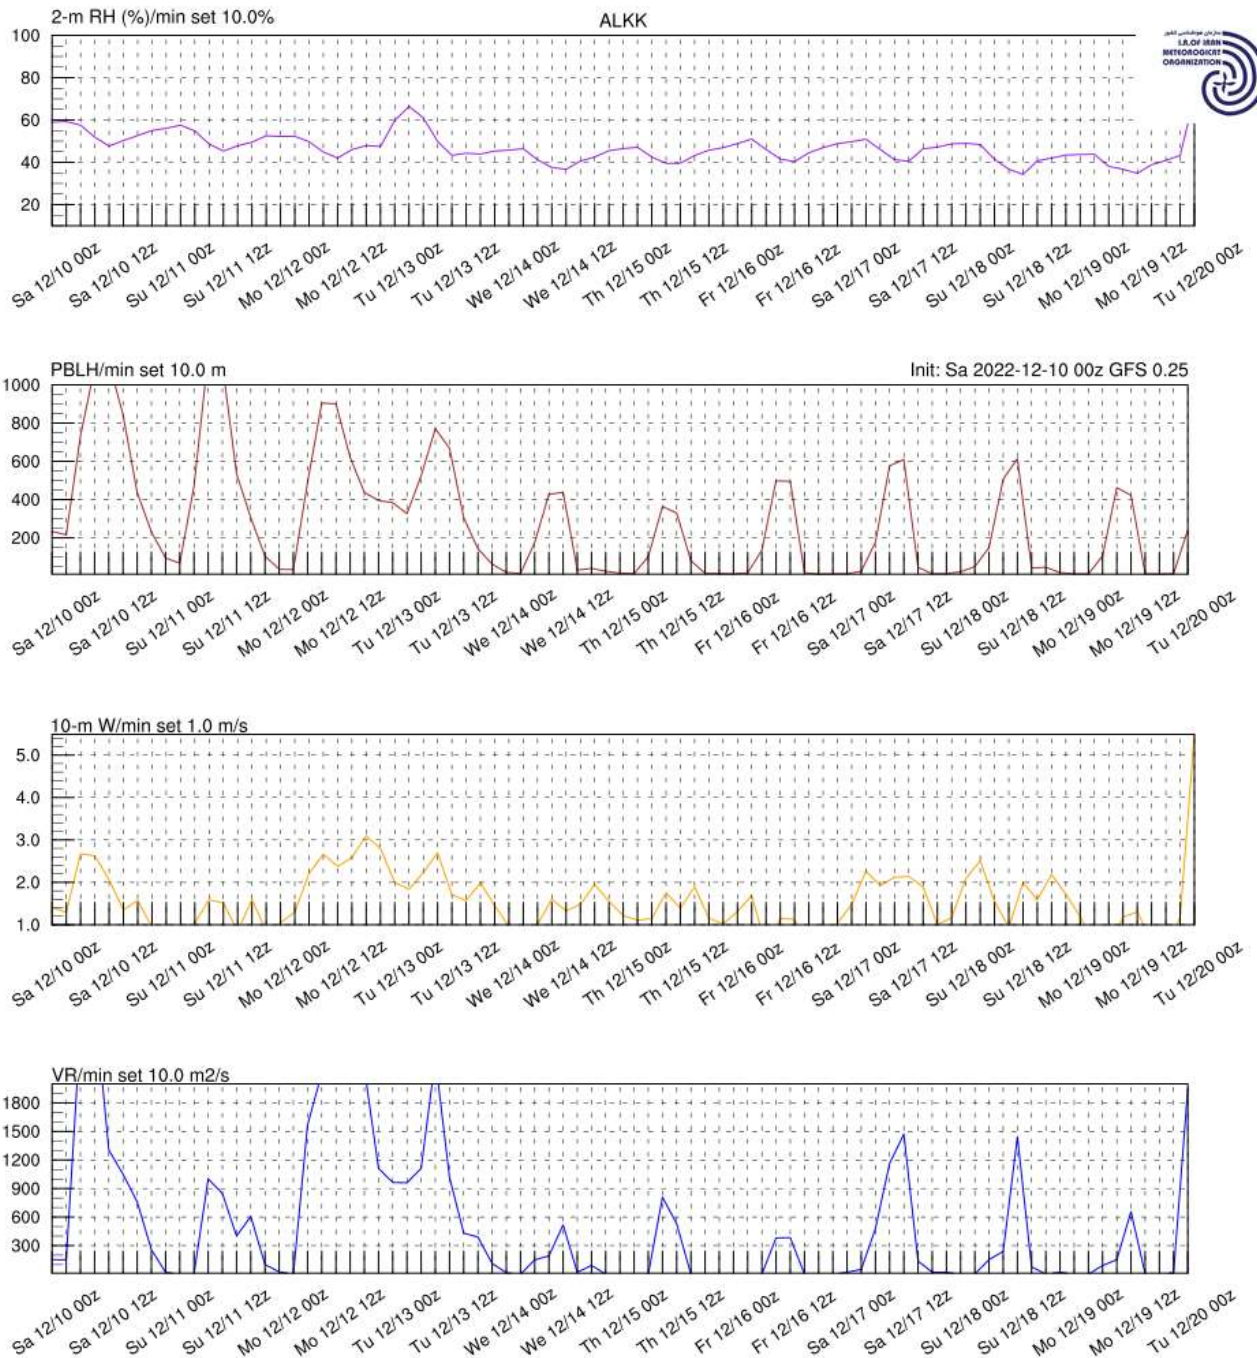 2-m RH (%)/min set 10.0%
ALKK
سازمان هواشناسی کشور
I.R.OF IRAN
METEOROLOGICAL
ORGANIZATION
100
80
60
40
20
Sa 12/10 00z
Sa 12/10 12z
Su 12/11 00z
Su 12/11 12z
Mo 12/12 00z
Mo 12/12 12z
Tu 12/13 00z
Tu 12/13 12z
We 12/14 00z
We 12/14 12z
Th 12/15 00z
Th 12/15 12z
Fr 12/16 00z
Fr 12/16 12z
Sa 12/17 00z
Sa 12/17 12z
Su 12/18 00z
Su 12/18 12z
Mo 12/19 00z
Mo 12/19 12z
Tu 12/20 00z
PBLH/min set 10.0 m
Init: Sa 2022-12-10 00z GFS 0.25
1000
800
600
400
200
Sa 12/10 00z
Sa 12/10 12z
Su 12/11 00z
Su 12/11 12z
Mo 12/12 00z
Mo 12/12 12z
Tu 12/13 00z
Tu 12/13 12z
We 12/14 00z
We 12/14 12z
Th 12/15 00z
Th 12/15 12z
Fr 12/16 00z
Fr 12/16 12z
Sa 12/17 00z
Sa 12/17 12z
Su 12/18 00z
Su 12/18 12z
Mo 12/19 00z
Mo 12/19 12z
Tu 12/20 00z
10-m W/min set 1.0 m/s
5.0
4.0
3.0
2.0
1.0
Sa 12/10 00z
Sa 12/10 12z
Su 12/11 00z
Su 12/11 12z
Mo 12/12 00z
Mo 12/12 12z
Tu 12/13 00z
Tu 12/13 12z
We 12/14 00z
We 12/14 12z
Th 12/15 00z
Th 12/15 12z
Fr 12/16 00z
Fr 12/16 12z
Sa 12/17 00z
Sa 12/17 12z
Su 12/18 00z
Su 12/18 12z
Mo 12/19 00z
Mo 12/19 12z
Tu 12/20 00z
VR/min set 10.0 m2/s
1800
1500
1200
900
600
300
Sa 12/10 00z
Sa 12/10 12z
Su 12/11 00z
Su 12/11 12z
Mo 12/12 00z
Mo 12/12 12z
Tu 12/13 00z
Tu 12/13 12z
We 12/14 00z
We 12/14 12z
Th 12/15 00z
Th 12/15 12z
Fr 12/16 00z
Fr 12/16 12z
Sa 12/17 00z
Sa 12/17 12z
Su 12/18 00z
Su 12/18 12z
Mo 12/19 00z
Mo 12/19 12z
Tu 12/20 00z